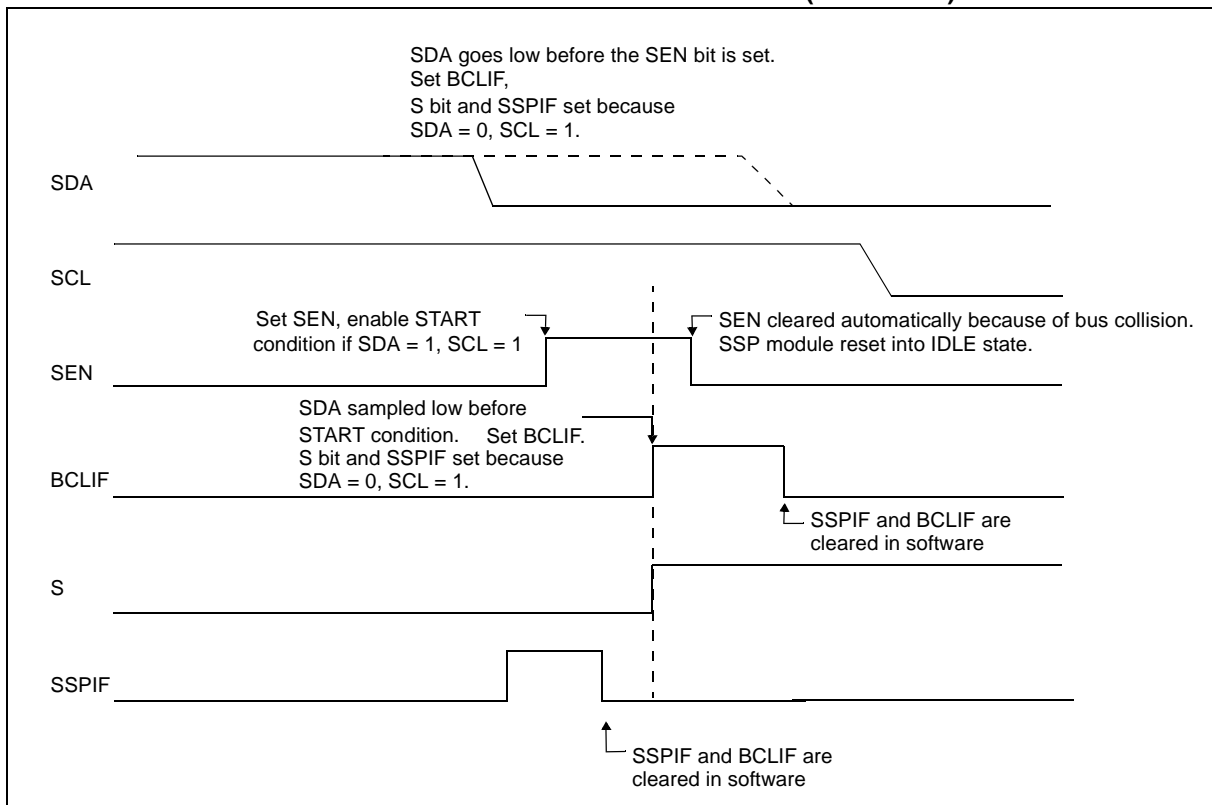 SDA goes low before the SEN bit is set.
Set BCLIF,
S bit and SSPIF set because
SDA = 0, SCL = 1.
SDA
SCL
Set SEN, enable START
condition if SDA = 1, SCL = 1
SEN cleared automatically because of bus collision.
SSP module reset into IDLE state.
SEN
SDA sampled low before
START condition. Set BCLIF.
S bit and SSPIF set because
SDA = 0, SCL = 1.
BCLIF
SSPIF and BCLIF are
cleared in software
S
SSPIF
SSPIF and BCLIF are
cleared in software